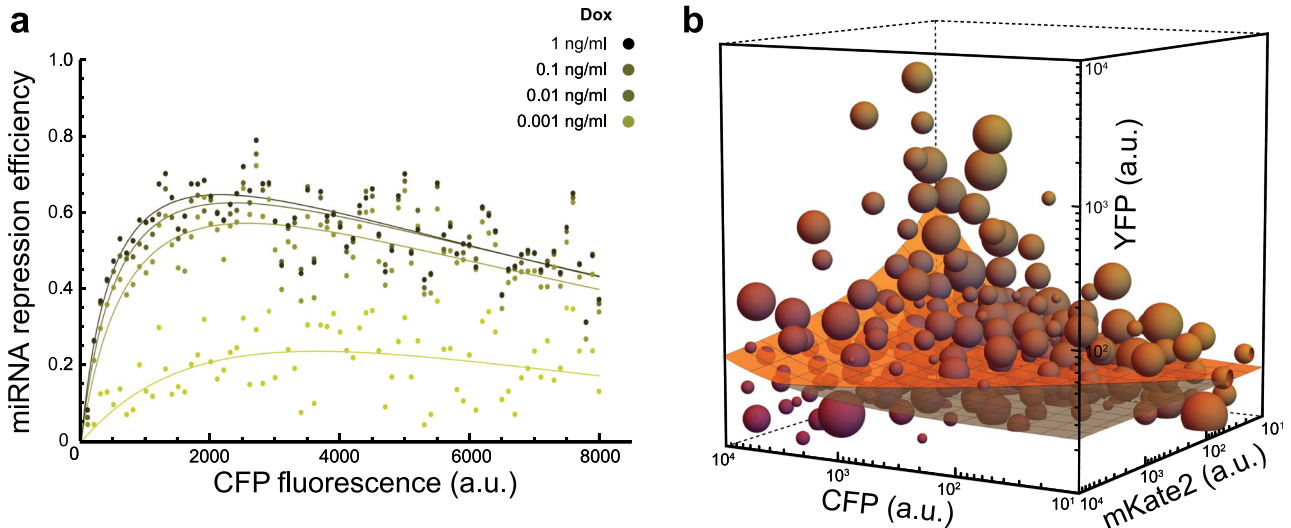 a
Dox
1 ng/ml
0.1 ng/ml
0.01 ng/ml
0.001 ng/ml
miRNA repression efficiency
1.0
0.8
0.6
0.4
0.2
0
2000
4000
6000
8000
CFP fluorescence (a.u.)
b
10⁴
10³
10²
YFP (a.u.)
10⁴
10³
10²
10¹
CFP (a.u.)
10⁴
10³
10²
10¹
mKate2 (a.u.)